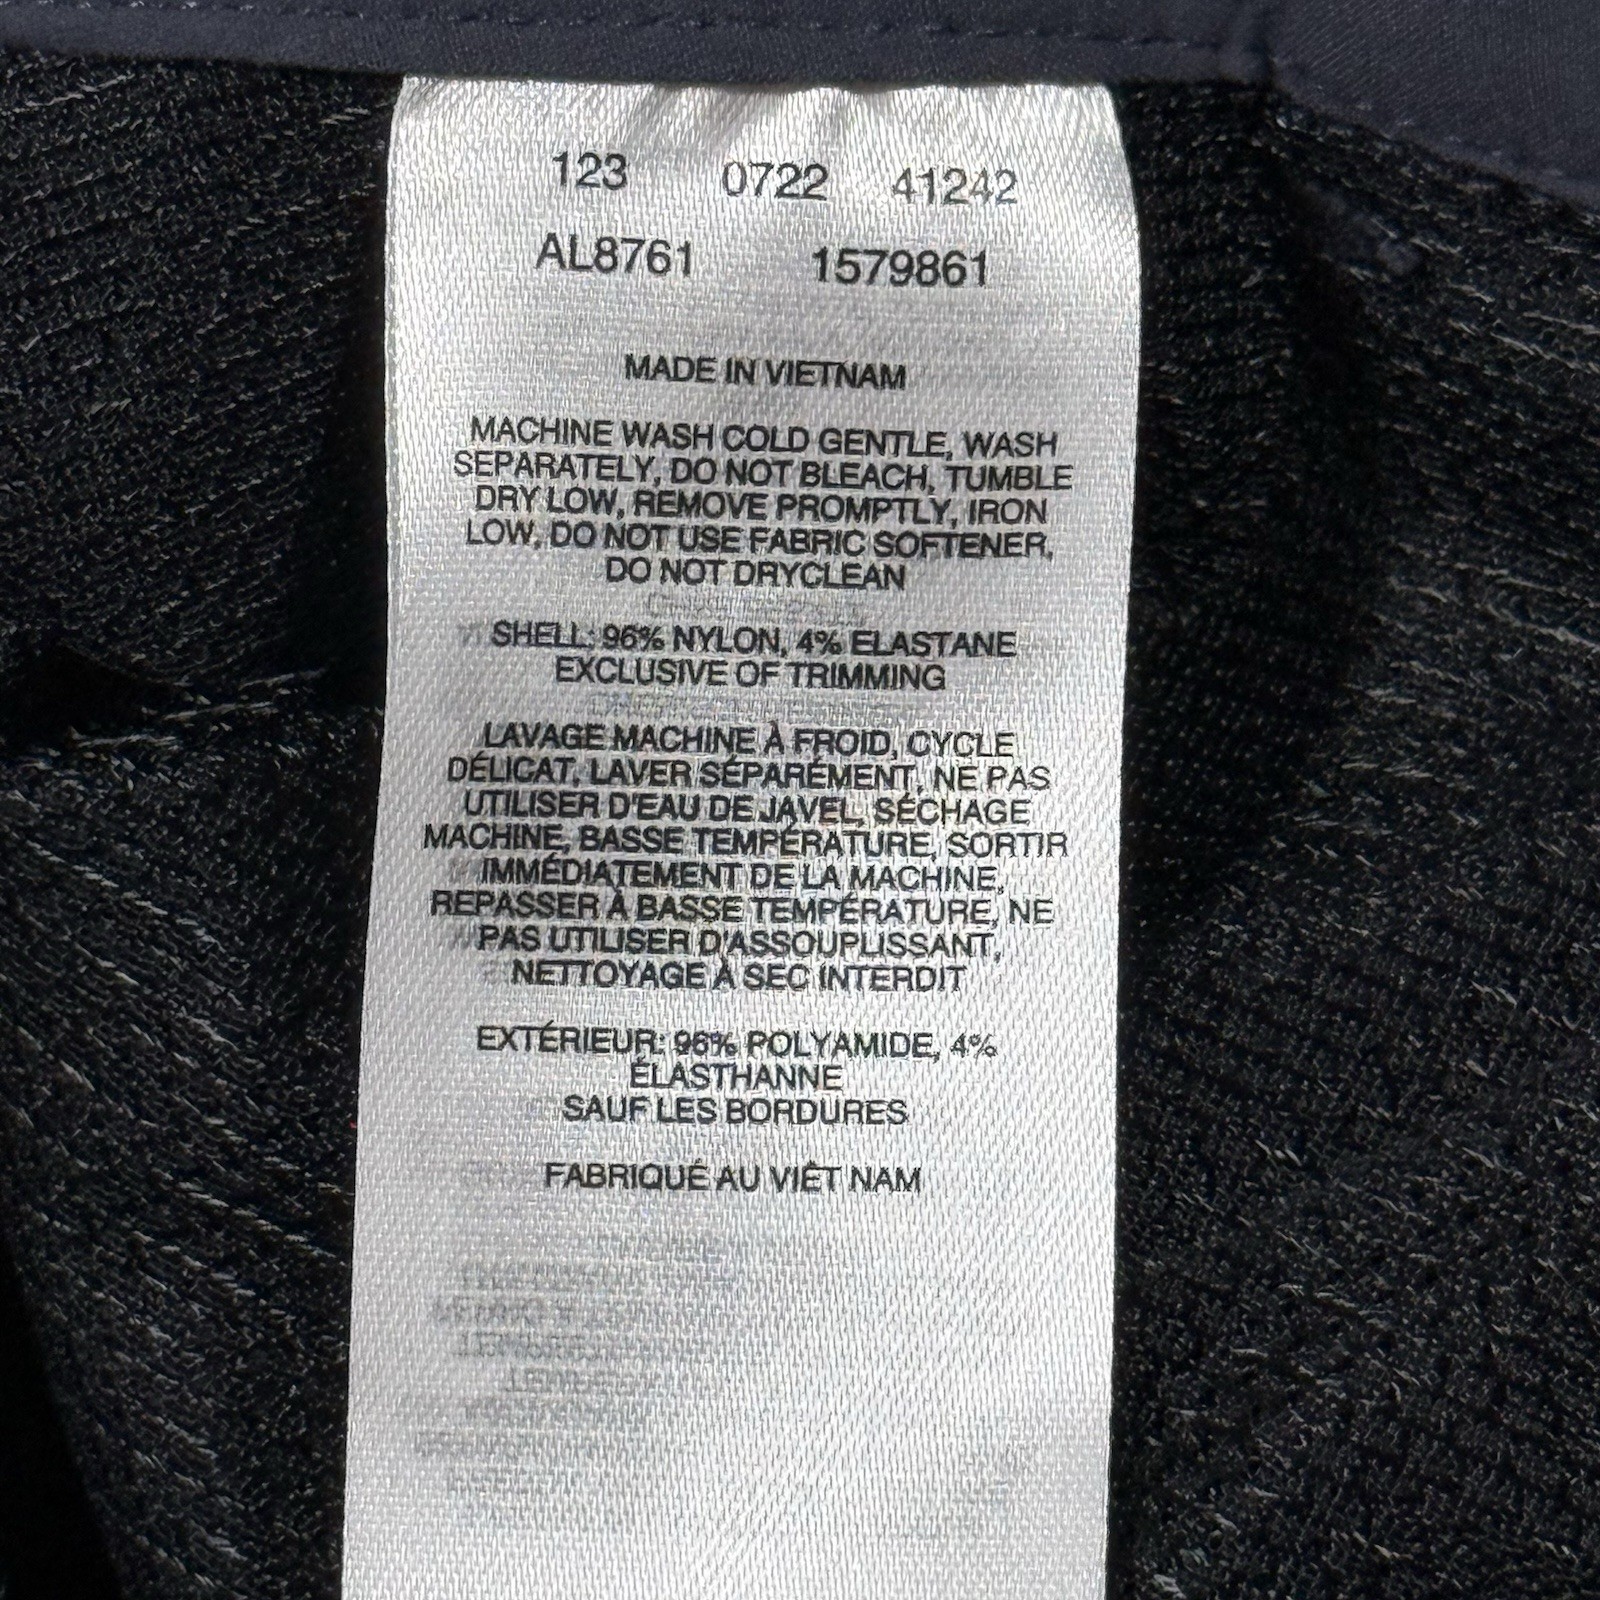 123 0722 41242
AL8761 1579861
MADE IN VIETNAM
MACHINE WASH COLD GENTLE, WASH
SEPARATELY, DO NOT BLEACH, TUMBLE
DRY LOW, REMOVE PROMPTLY, IRON
LOW, DO NOT USE FABRIC SOFTENER,
DO NOT DRYCLEAN
SHELL: 96% NYLON, 4% ELASTANE
EXCLUSIVE OF TRIMMING
LAVAGE MACHINE À FROID, CYCLE
DÉLICAT, LAVER SÉPARÉMENT, NE PAS
UTILISER D'EAU DE JAVEL, SÉCHAGE
MACHINE, BASSE TEMPÉRATURE, SORTIR
IMMÉDIATEMENT DE LA MACHINE,
REPASSER À BASSE TEMPÉRATURE, NE
PAS UTILISER D'ASSOUPLISSANT,
NETTOYAGE À SEC INTERDIT
EXTÉRIEUR: 96% POLYAMIDE, 4%
ÉLASTHANNE
SAUF LES BORDURES
FABRIQUÉ AU VIÊT NAM